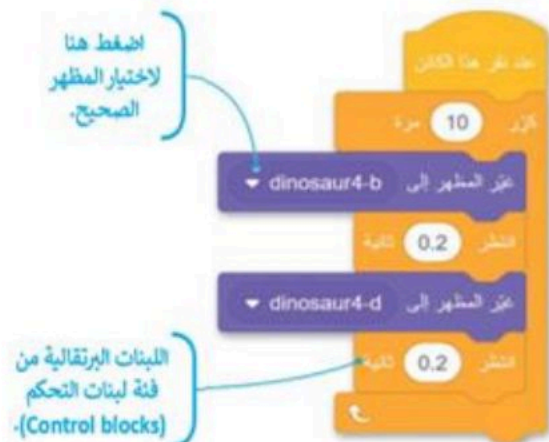 اضغط هنا
لاختيار المظهر
الصحيح.
عند نقر هذا الكائن
كرّر 10 مرة
غيّر المظهر إلى dinosaur4-b
انتظر 0.2 ثانية
غيّر المظهر إلى dinosaur4-d
انتظر 0.2 ثانية
اللبنات البرتقالية من
فئة لبنات التحكم
(Control blocks).